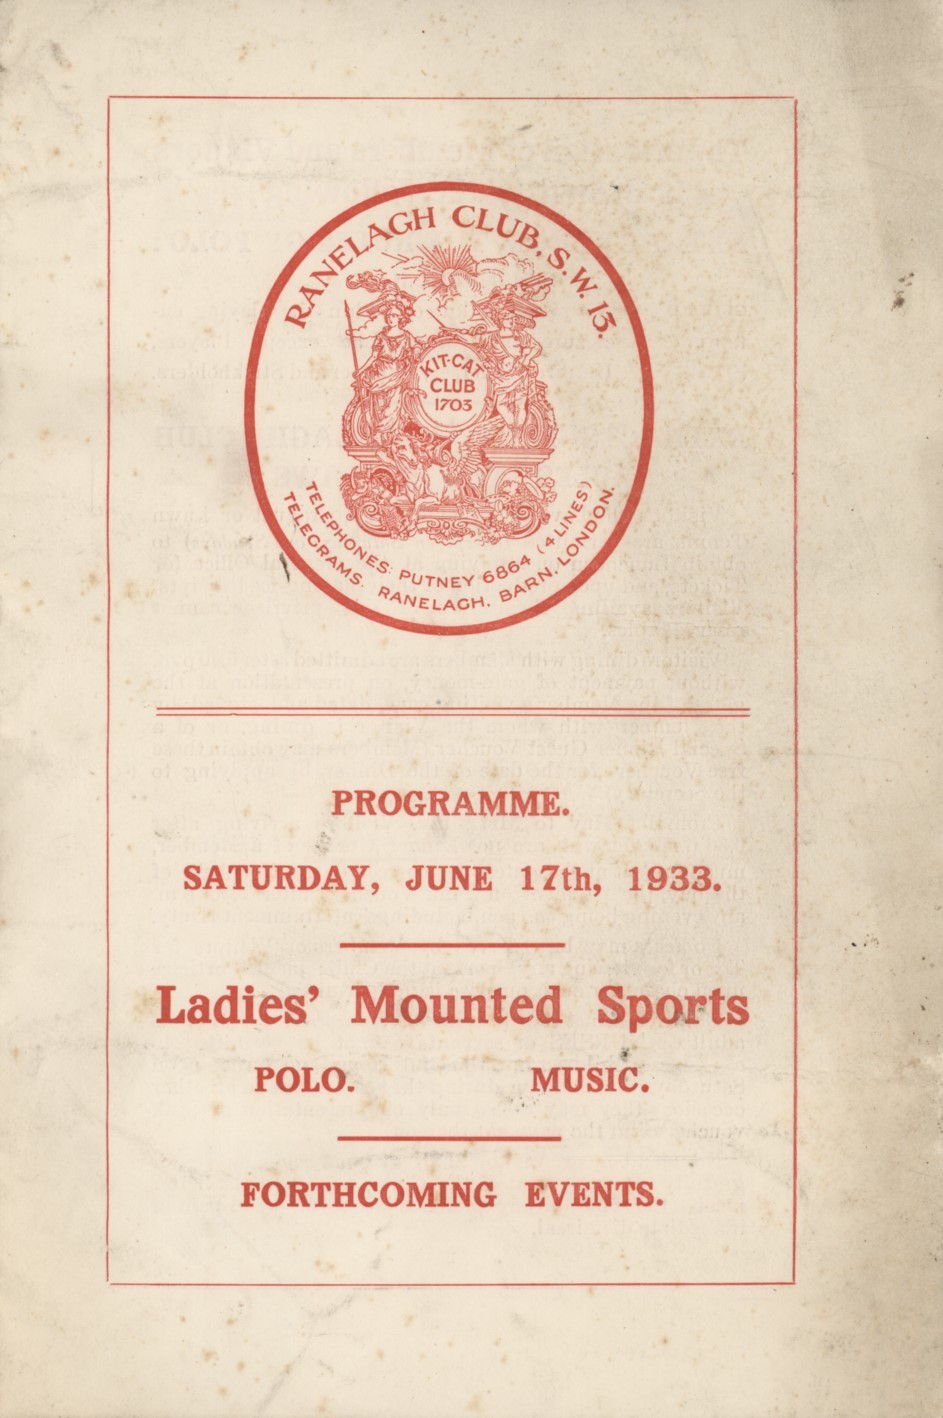 RANELAGH CLUB, S.W. 13.
KIT-CAT
CLUB
1703
TELEPHONES: PUTNEY 6864 (4 LINES)
TELEGRAMS: RANELAGH, BARN, LONDON.
PROGRAMME.
SATURDAY, JUNE 17th, 1933.
Ladies' Mounted Sports
POLO. MUSIC.
FORTHCOMING EVENTS.